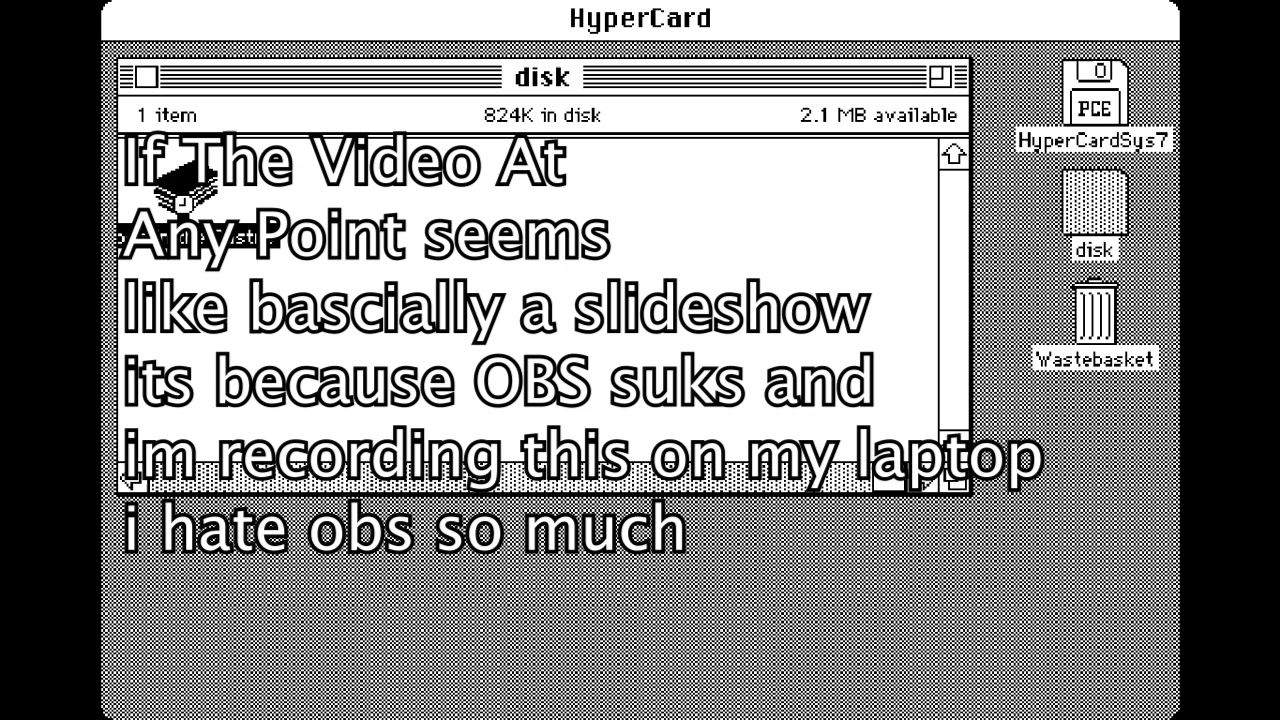 HyperCard
disk
1 item 824K in disk 2.1 MB available
0
PCE
HyperCardSys7
disk
Wastebasket
If The Video At
Any Point seems
like bascially a slideshow
its because OBS suks and
im recording this on my laptop
i hate obs so much